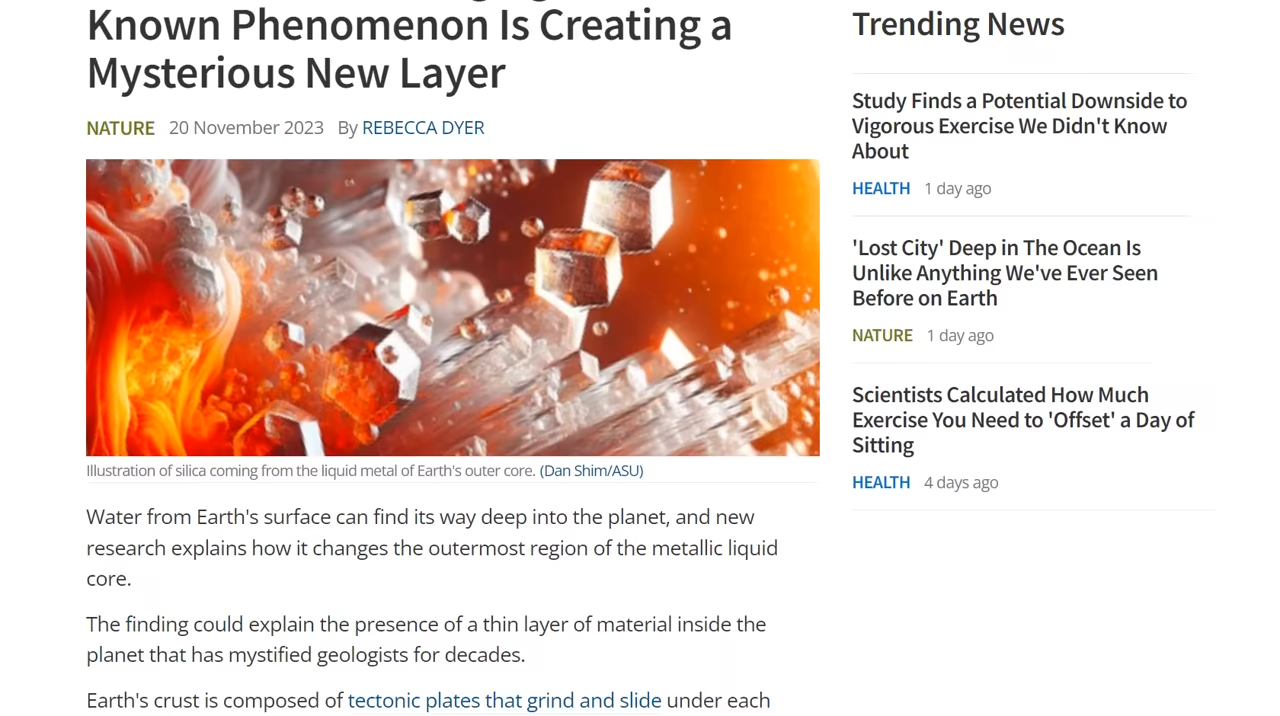 Known Phenomenon Is Creating a
Mysterious New Layer
NATURE 20 November 2023 By REBECCA DYER
Illustration of silica coming from the liquid metal of Earth's outer core. (Dan Shim/ASU)
Water from Earth's surface can find its way deep into the planet, and new
research explains how it changes the outermost region of the metallic liquid
core.
The finding could explain the presence of a thin layer of material inside the
planet that has mystified geologists for decades.
Earth's crust is composed of tectonic plates that grind and slide under each
Trending News
Study Finds a Potential Downside to
Vigorous Exercise We Didn't Know
About
HEALTH 1 day ago
'Lost City' Deep in The Ocean Is
Unlike Anything We've Ever Seen
Before on Earth
NATURE 1 day ago
Scientists Calculated How Much
Exercise You Need to 'Offset' a Day of
Sitting
HEALTH 4 days ago